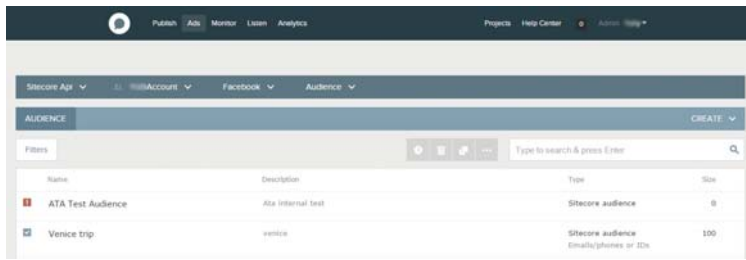 Publish Ads Monitor Listen Analytics Projects Help Center 0 Admin
Sitecore Apr Account Facebook Audience
AUDIENCE CREATE
Filters Type to search & press Enter
Name Description Type Size
ATA Test Audience Ata internal test Sitecore audience 0
Venice trip venice Sitecore audience 100
Emails/phones or IDs